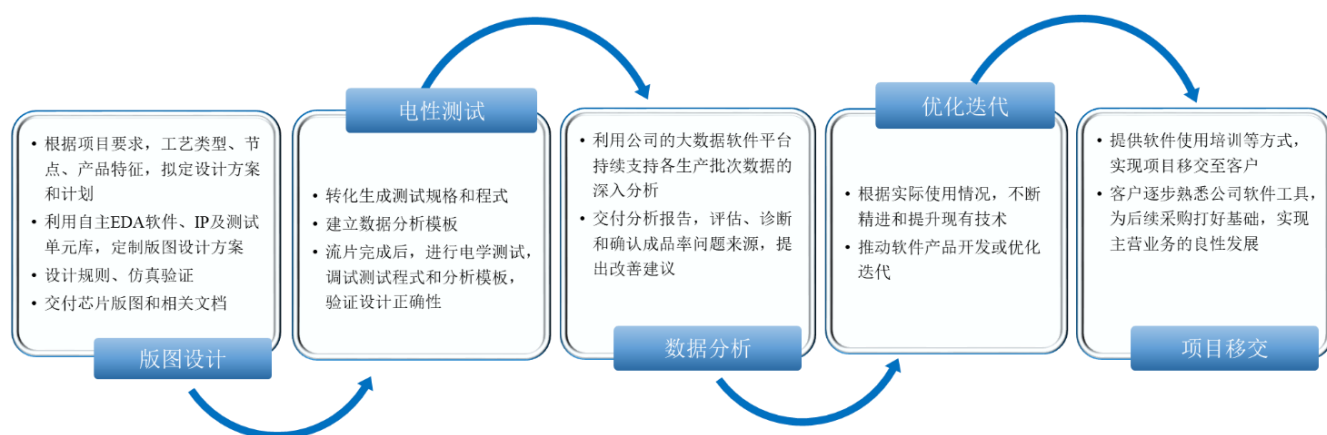 版图设计
• 根据项目要求，工艺类型、节
点、产品特征，拟定设计方案
和计划
• 利用自主EDA软件、IP及测试
单元库，定制版图设计方案
• 设计规则、仿真验证
• 交付芯片版图和相关文档
电性测试
• 转化生成测试规格和程式
• 建立数据分析模板
• 流片完成后，进行电学测试，
调试测试程式和分析模板，
验证设计正确性
数据分析
• 利用公司的大数据软件平台
持续支持各生产批次数据的
深入分析
• 交付分析报告，评估、诊断
和确认成品率问题来源，提
出改善建议
优化迭代
• 根据实际使用情况，不断
精进和提升现有技术
• 推动软件产品开发或优化
迭代
项目移交
• 提供软件使用培训等方式，
实现项目移交至客户
• 客户逐步熟悉公司软件工具，
为后续采购打好基础，实现
主营业务的良性发展